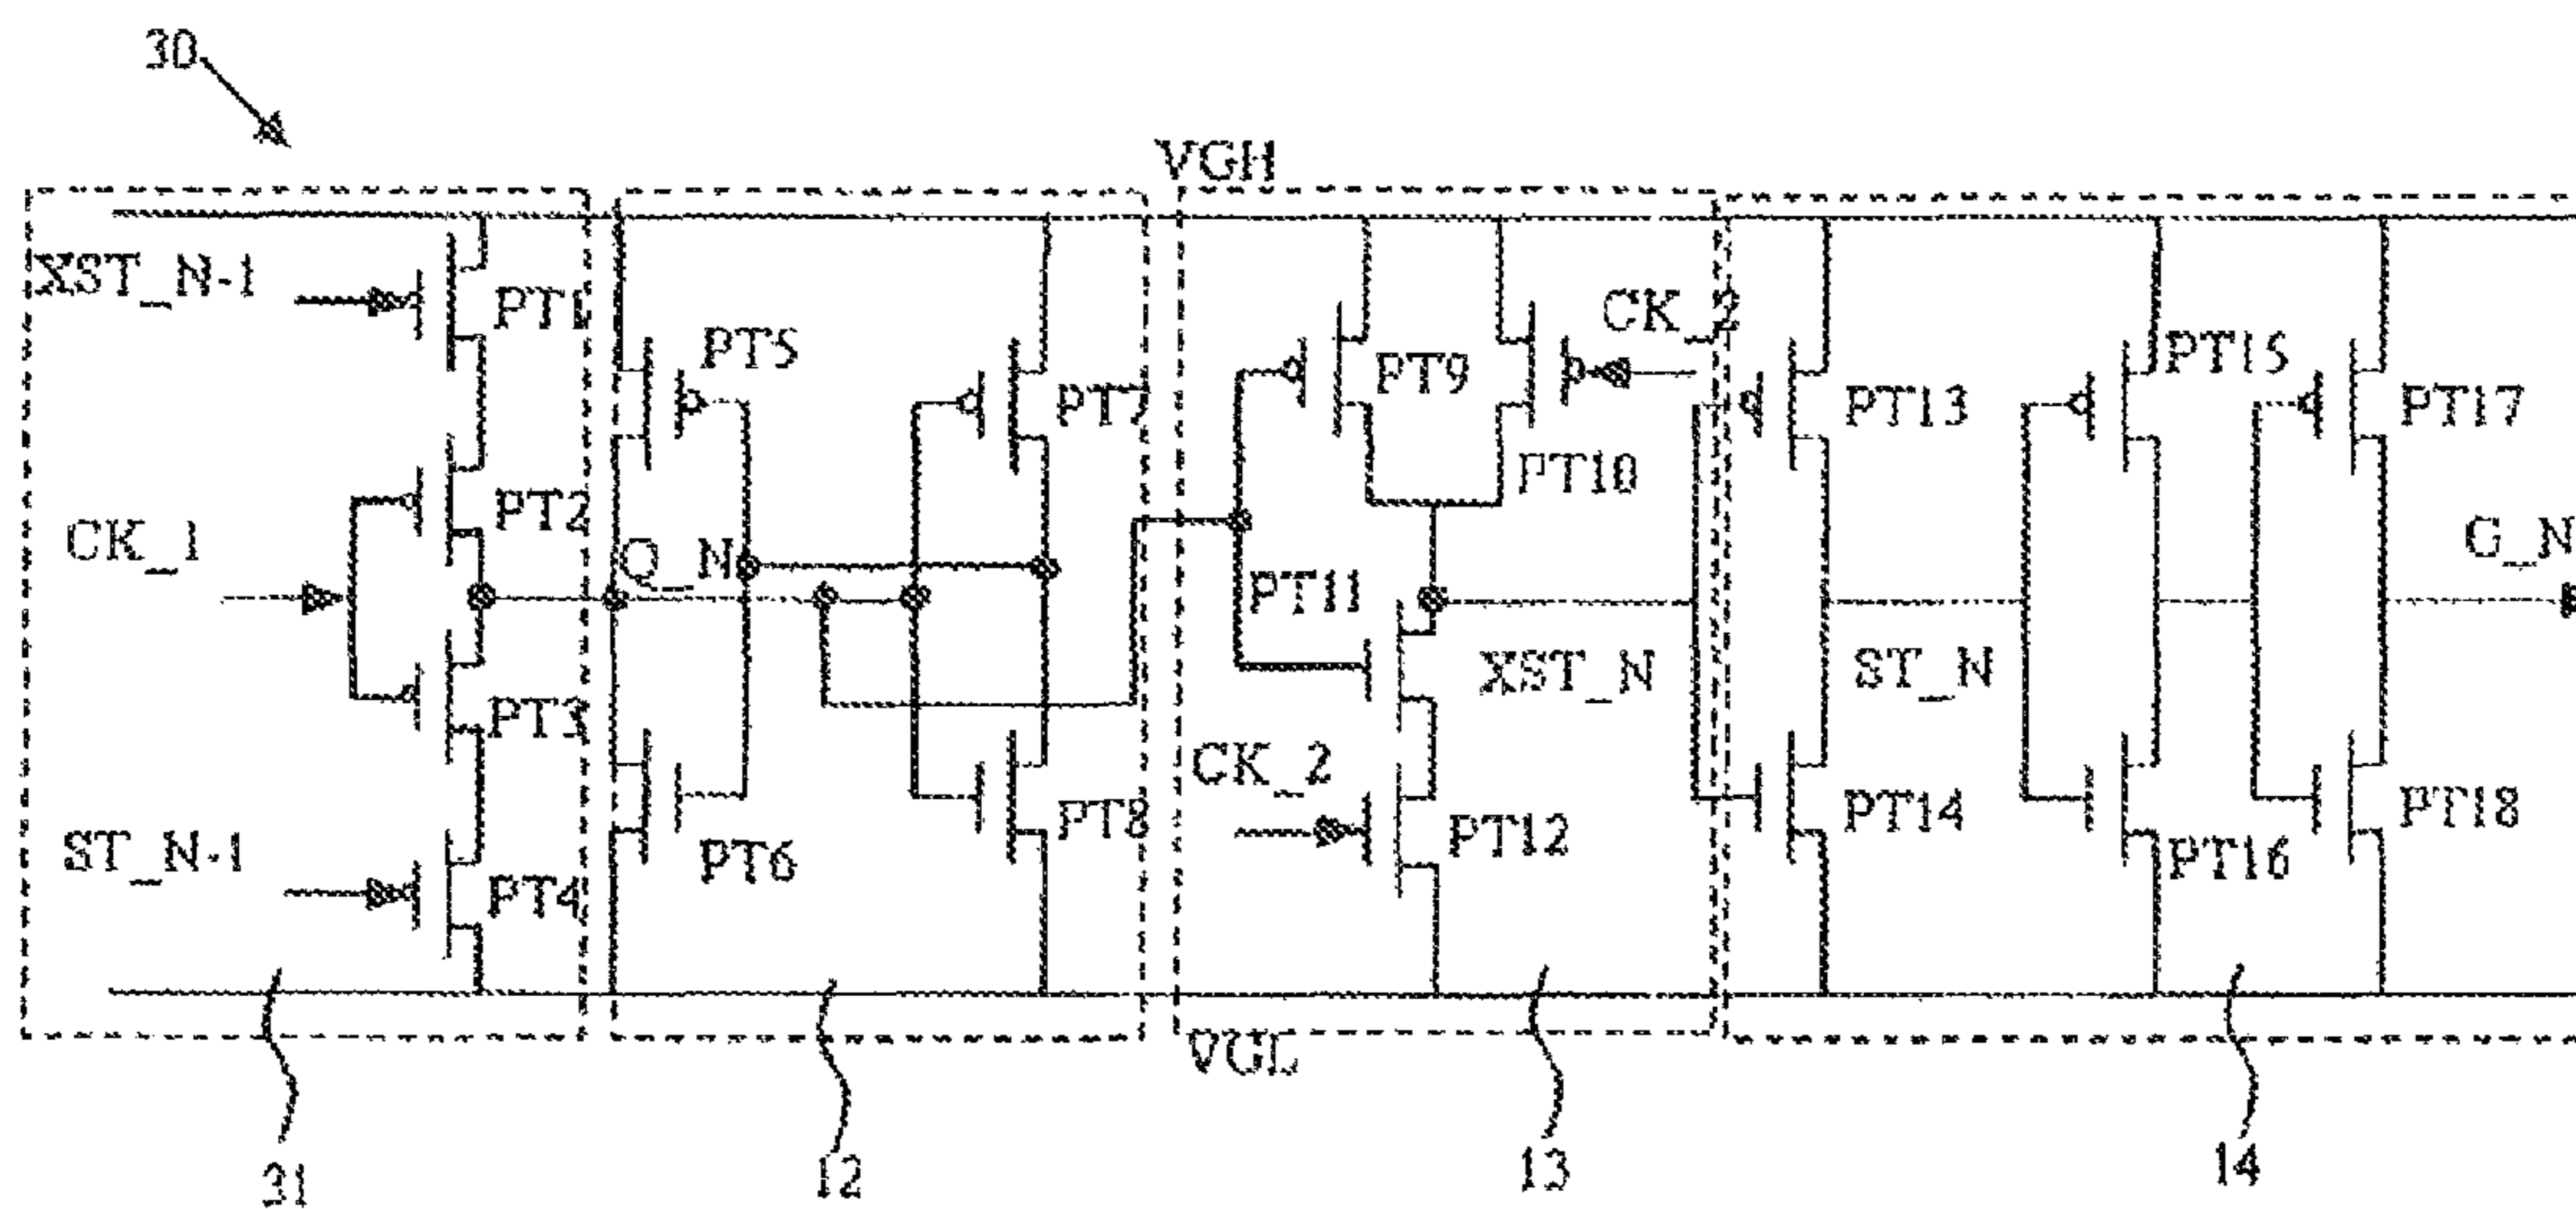 30
VGH
XST_N-1
PT1
PT5
CK_2
PT15
PT7
PT9
PT13
PT17
PT2
PT10
CK_1
Q_N
G_N
PT11
PT3
XST_N
ST_N
CK_2
ST_N-1
PT4
PT6
PT8
PT12
PT14
PT16
PT18
VGL
31
12
13
14